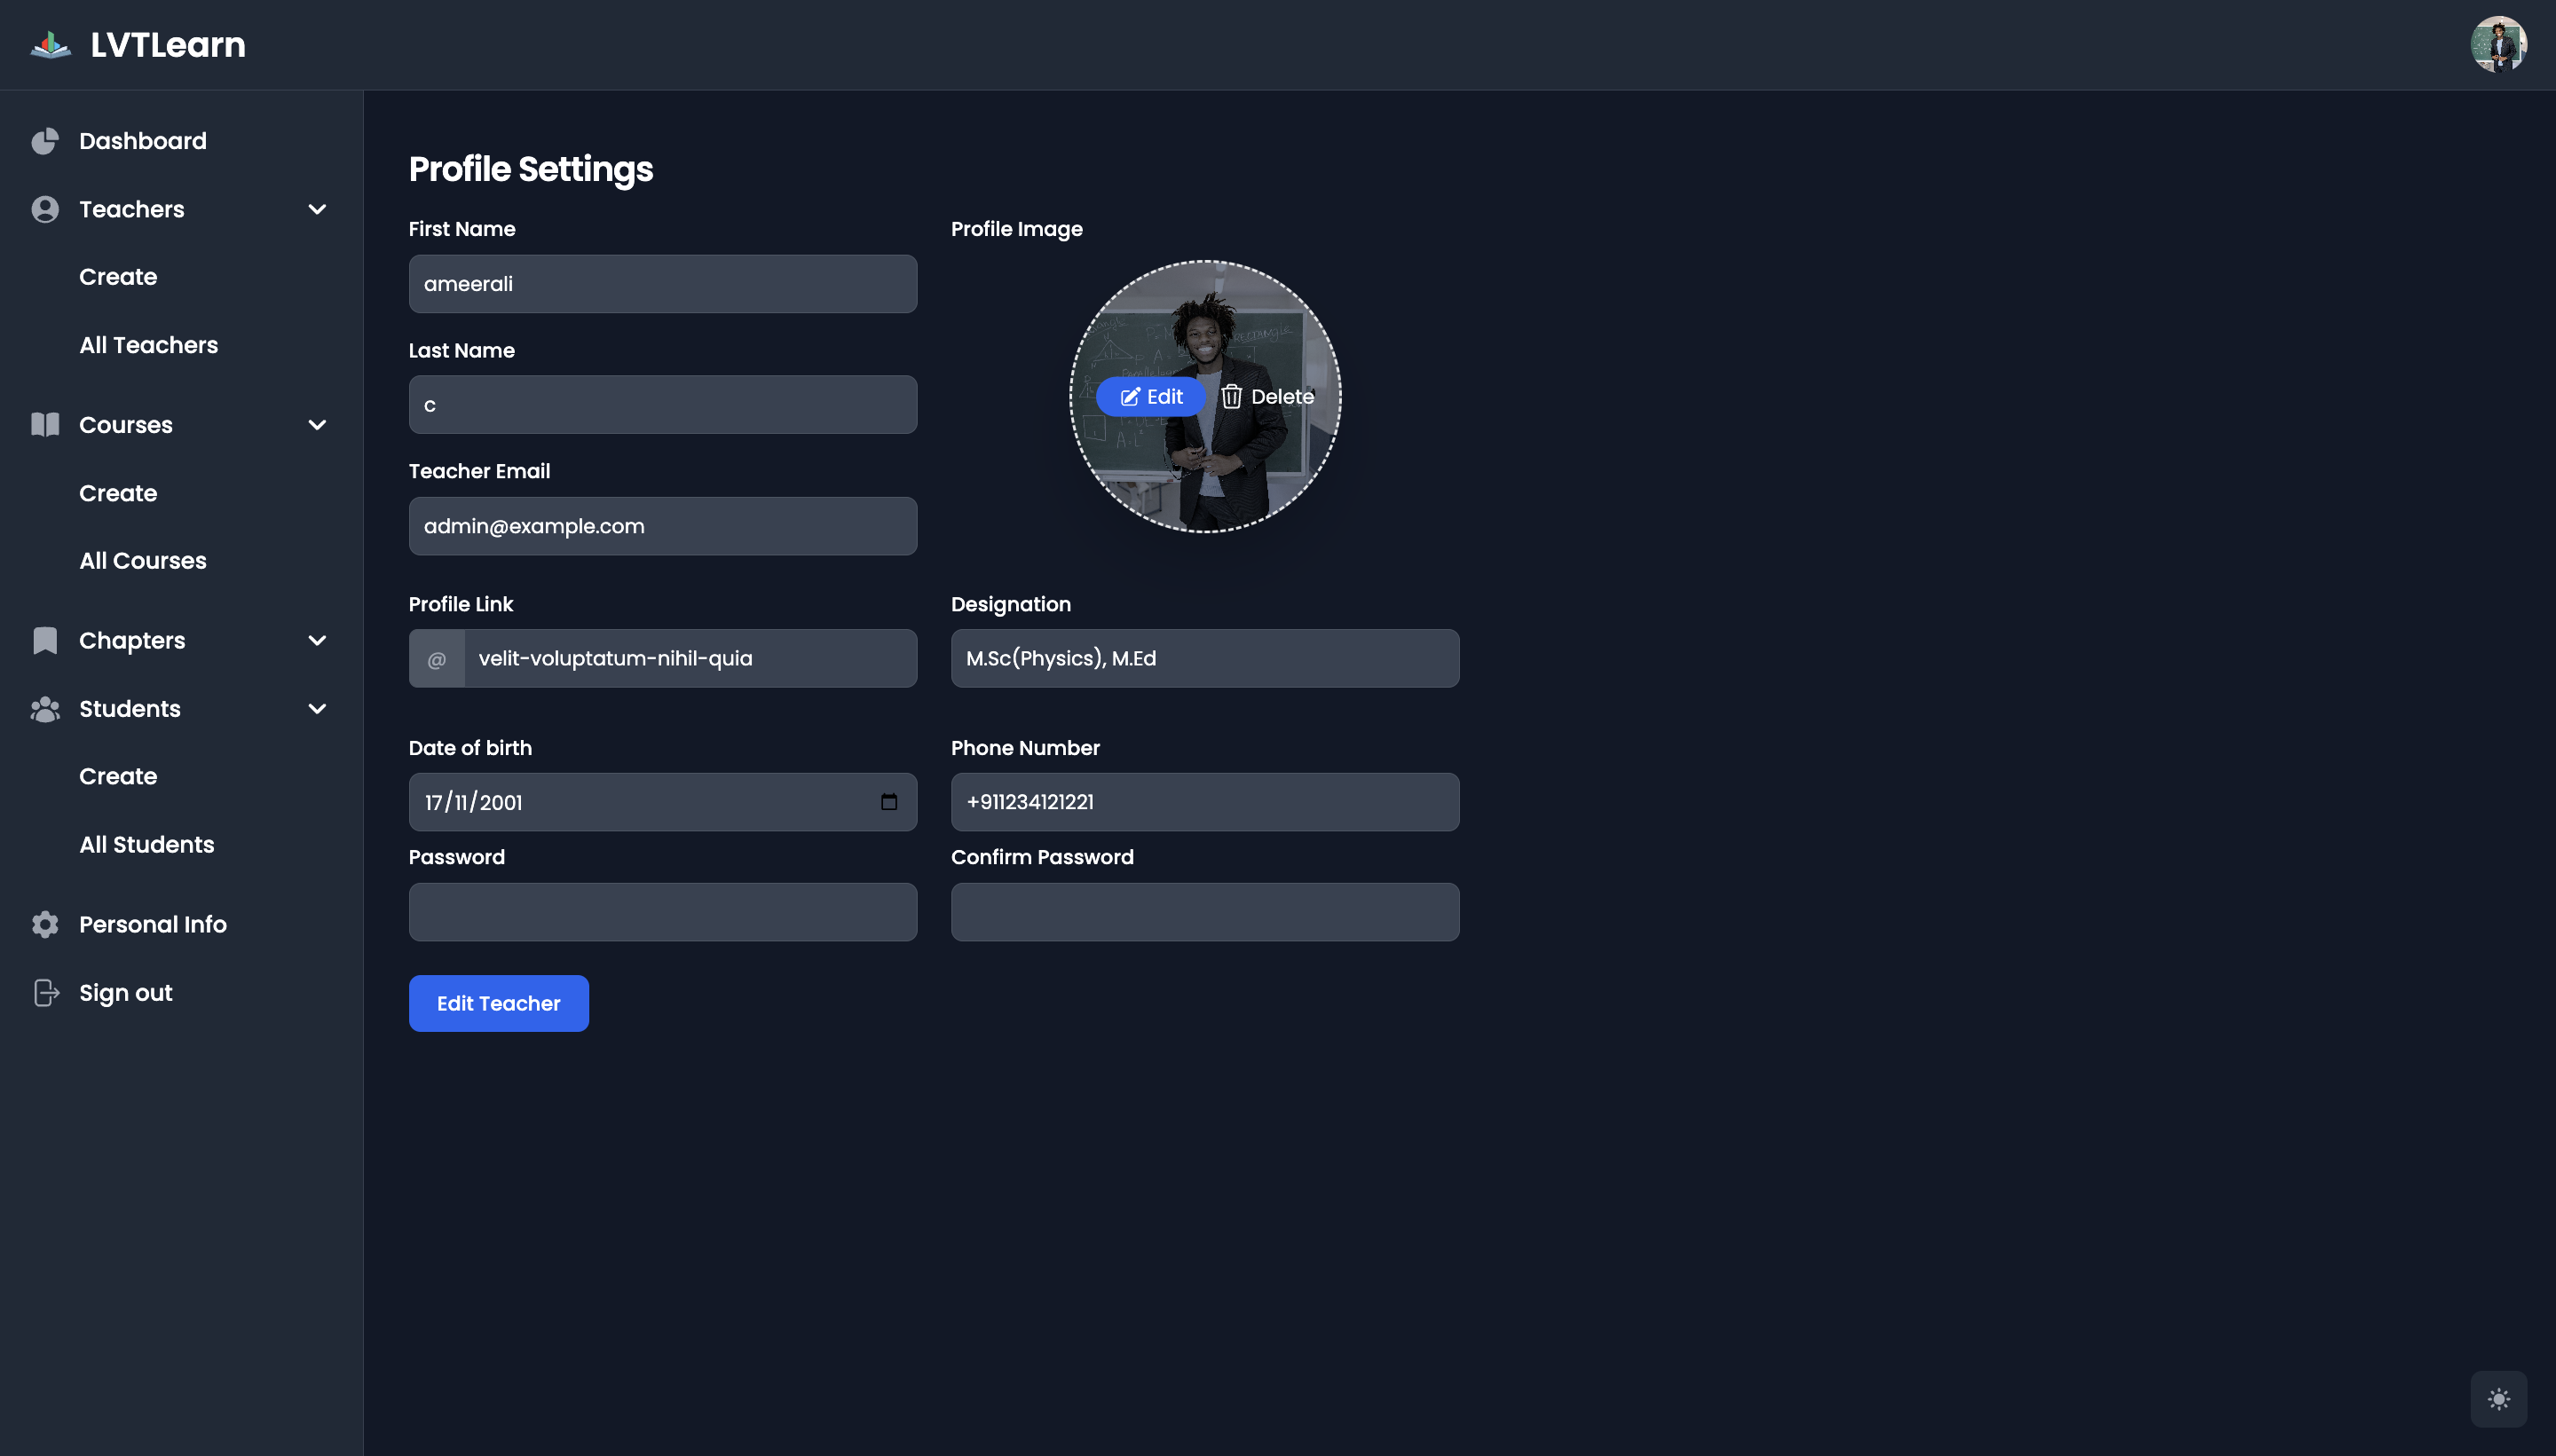 LVTLearn
Dashboard
Teachers
Create
All Teachers
Courses
Create
All Courses
Chapters
Students
Create
All Students
Personal Info
Sign out
Profile Settings
First Name
ameerali
Last Name
c
Teacher Email
admin@example.com
Profile Image
RECTANGLE
Edit Delete
Profile Link
@ velit-voluptatum-nihil-quia
Designation
M.Sc(Physics), M.Ed
Date of birth
17/11/2001
Phone Number
+911234121221
Password
Confirm Password
Edit Teacher